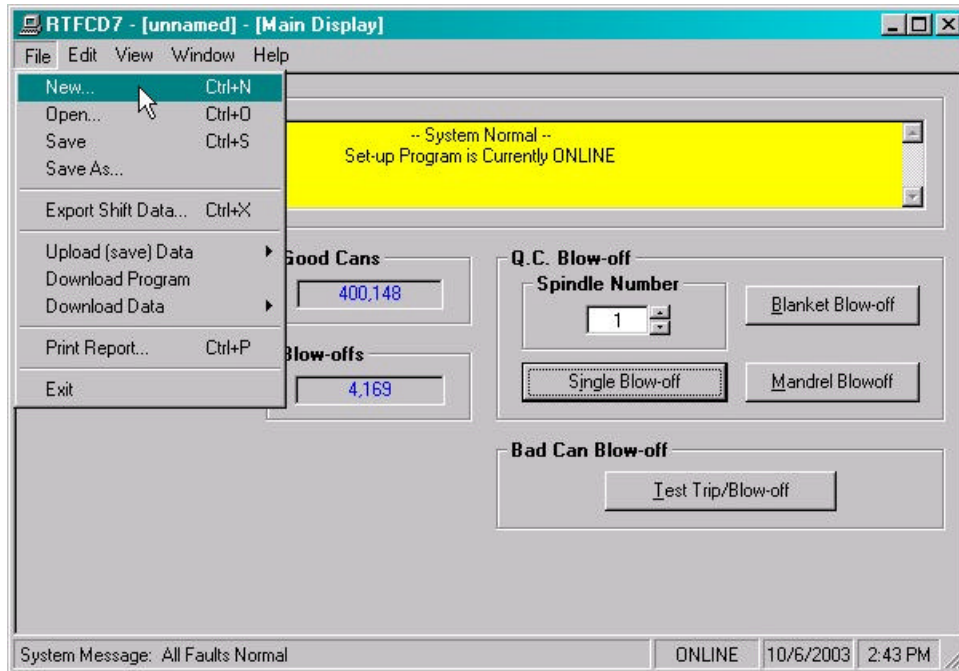 RTFCD7 - [unnamed] - [Main Display]
File Edit View Window Help
New... Ctrl+N
Open... Ctrl+O
Save Ctrl+S
Save As...
Export Shift Data... Ctrl+X
Upload (save) Data
Download Program
Download Data
Print Report... Ctrl+P
Exit
-- System Normal --
Set-up Program is Currently ONLINE
Good Cans
400,148
Blow-offs
4,169
Q.C. Blow-off
Spindle Number
1
Blanket Blow-off
Single Blow-off
Mandrel Blowoff
Bad Can Blow-off
Test Trip/Blow-off
System Message: All Faults Normal
ONLINE
10/6/2003
2:43 PM